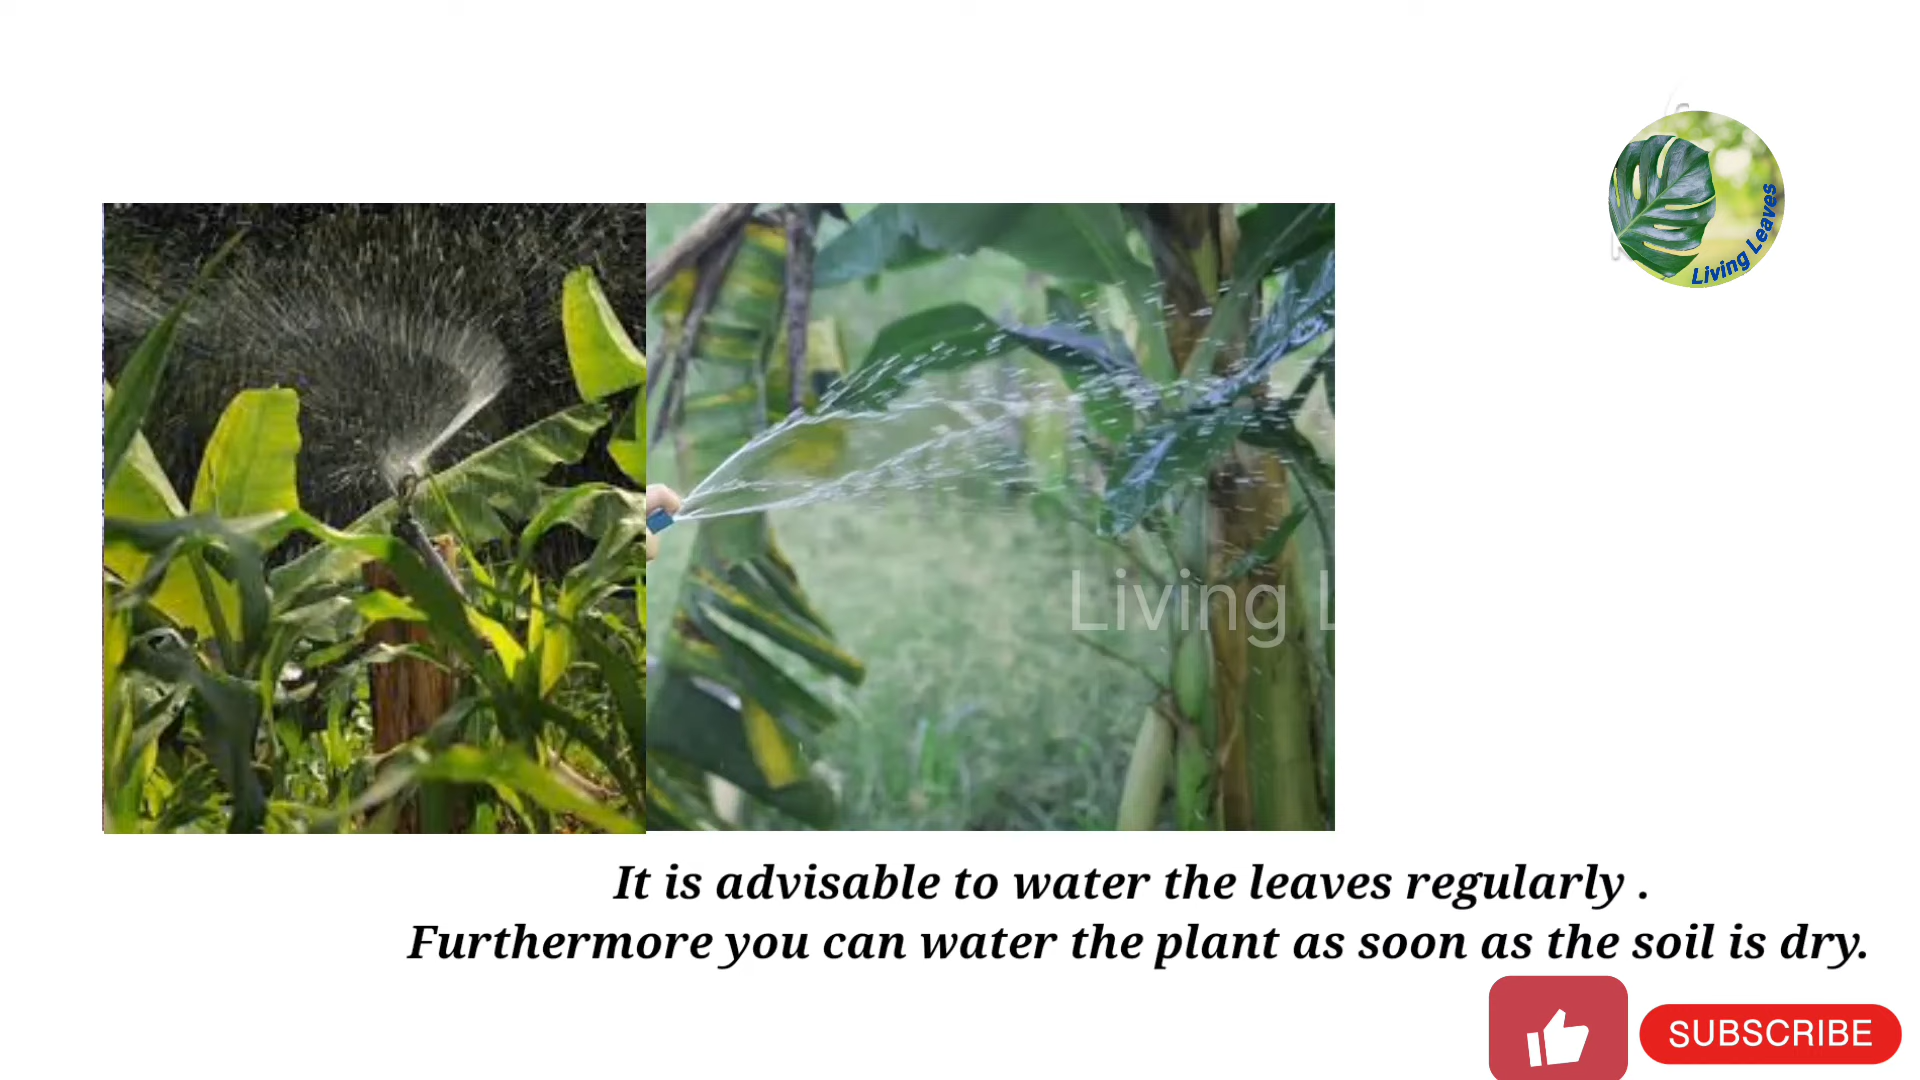 Living Leaves
Living L
It is advisable to water the leaves regularly .
Furthermore you can water the plant as soon as the soil is dry.
SUBSCRIBE